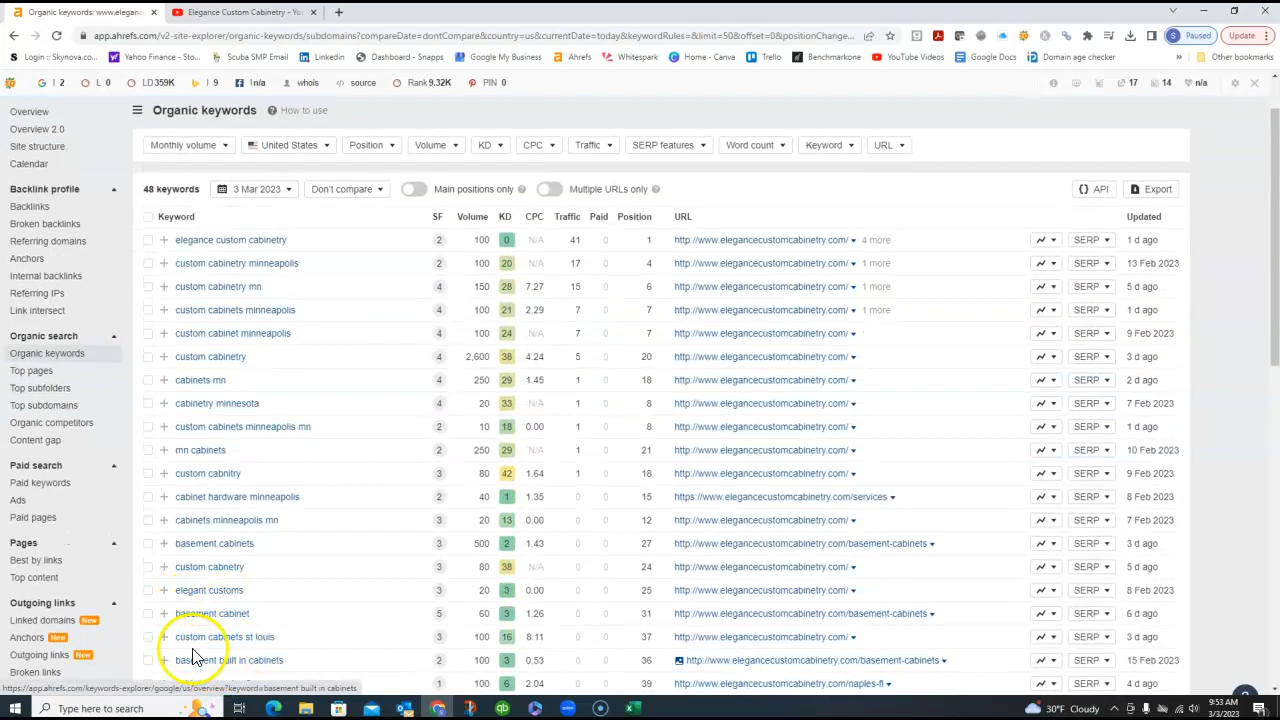 Organic keywords: www.eleganc × Elegance Custom Cabinetry - Yo ×
app.ahrefs.com/v2-site-explorer/organic-keywords/subdomains?compareDate=dontCompare&country=us&currentDate=today&keywordRules=&limit=50&offset=0&positionChange... Paused Update
Login :: Skynova.co... Yahoo Finance - Sto... Scuba SMP Email LinkedIn Dashboard - Snapps Google My Business Ahrefs Whitespark Home - Canva Trello Benchmarkone YouTube Videos Google Docs Domain age checker » Other bookmarks
G I 2 L 0 LD 359K I 9 I n/a whois source Rank 9.32K PIN 0 17 14 n/a
Overview
Overview 2.0
Site structure
Calendar
Backlink profile
Backlinks
Broken backlinks
Referring domains
Anchors
Internal backlinks
Referring IPs
Link intersect
Organic search
Organic keywords
Top pages
Top subfolders
Top subdomains
Organic competitors
Content gap
Paid search
Paid keywords
Ads
Paid pages
Pages
Best by links
Top content
Outgoing links
Linked domains New
Anchors New
Outgoing links New
Broken links
Organic keywords ? How to use
Monthly volume United States Position Volume KD CPC Traffic SERP features Word count Keyword URL
48 keywords 3 Mar 2023 Don't compare Main positions only ? Multiple URLs only ? {} API Export
Keyword SF Volume KD CPC Traffic Paid Position URL Updated
elegance custom cabinetry 2 100 0 N/A 41 0 1 http://www.elegancecustomcabinetry.com/ 4 more SERP 1 d ago
custom cabinetry minneapolis 2 100 20 N/A 17 0 4 http://www.elegancecustomcabinetry.com/ 1 more SERP 13 Feb 2023
custom cabinetry mn 4 150 28 7.27 15 0 6 http://www.elegancecustomcabinetry.com/ SERP 5 d ago
custom cabinets minneapolis 4 100 21 2.29 7 0 7 http://www.elegancecustomcabinetry.com/ 1 more SERP 1 d ago
custom cabinet minneapolis 4 100 24 N/A 7 0 7 http://www.elegancecustomcabinetry.com/ SERP 9 Feb 2023
custom cabinetry 4 2,600 38 4.24 5 0 20 http://www.elegancecustomcabinetry.com/ SERP 3 d ago
cabinets mn 4 250 29 1.45 1 0 18 http://www.elegancecustomcabinetry.com/ SERP 2 d ago
cabinetry minnesota 4 20 33 N/A 1 0 8 http://www.elegancecustomcabinetry.com/ SERP 7 Feb 2023
custom cabinets minneapolis mn 2 10 18 0.00 1 0 8 http://www.elegancecustomcabinetry.com/ SERP 1 d ago
mn cabinets 2 250 29 N/A 1 0 21 http://www.elegancecustomcabinetry.com/ SERP 10 Feb 2023
custom cabnitry 3 80 42 1.64 1 0 18 http://www.elegancecustomcabinetry.com/ SERP 9 Feb 2023
cabinet hardware minneapolis 2 40 1 1.35 0 0 15 https://www.elegancecustomcabinetry.com/services SERP 8 Feb 2023
cabinets minneapolis mn 3 20 13 0.00 0 0 12 http://www.elegancecustomcabinetry.com/ SERP 7 Feb 2023
basement cabinets 3 500 2 1.43 0 0 27 http://www.elegancecustomcabinetry.com/basement-cabinets SERP 3 d ago
custom cabnetry 3 80 38 N/A 0 0 24 http://www.elegancecustomcabinetry.com/ SERP 5 d ago
elegant customs 3 20 3 0.00 0 0 25 http://www.elegancecustomcabinetry.com/ SERP 8 Feb 2023
basement cabinet 5 60 3 1.26 0 0 31 http://www.elegancecustomcabinetry.com/basement-cabinets SERP 6 d ago
custom cabinets st louis 3 100 16 8.11 0 0 37 http://www.elegancecustomcabinetry.com/ SERP 3 d ago
basement built in cabinets 2 100 3 0.53 0 0 36 http://www.elegancecustomcabinetry.com/basement-cabinets SERP 15 Feb 2023
1 40 6 2.04 0 0 39 http://www.elegancecustomcabinetry.com/naples-fl SERP 1 d ago
https://app.ahrefs.com/keywords-explorer/google/us/overview?keyword=basement built in cabinets
Type here to search 30°F Cloudy 9:53 AM
3/3/2023